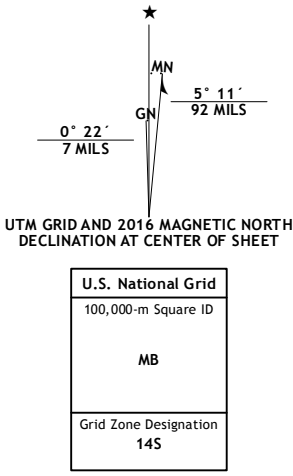 MN
GN
5° 11´
92 MILS
0° 22´
7 MILS
UTM GRID AND 2016 MAGNETIC NORTH
DECLINATION AT CENTER OF SHEET
U.S. National Grid
100,000-m Square ID
MB
Grid Zone Designation
14S